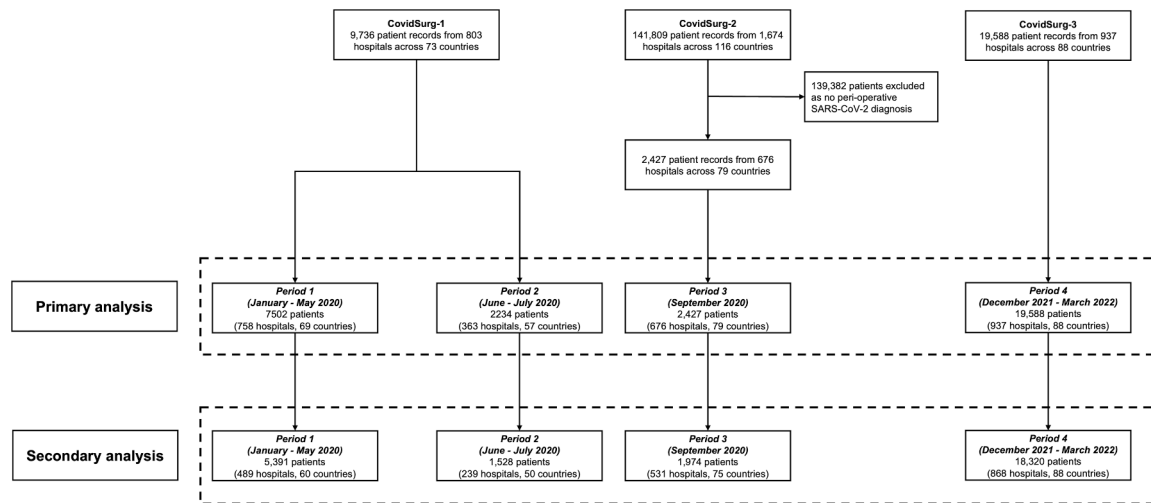 CovidSurg-1
9,736 patient records from 803
hospitals across 73 countries
CovidSurg-2
141,809 patient records from 1,674
hospitals across 116 countries
CovidSurg-3
19,588 patient records from 937
hospitals across 88 countries
139,382 patients excluded
as no peri-operative
SARS-CoV-2 diagnosis
2,427 patient records from 676
hospitals across 79 countries
Primary analysis
Period 1
(January - May 2020)
7502 patients
(758 hospitals, 69 countries)
Period 2
(June - July 2020)
2234 patients
(363 hospitals, 57 countries)
Period 3
(September 2020)
2,427 patients
(676 hospitals, 79 countries)
Period 4
(December 2021 - March 2022)
19,588 patients
(937 hospitals, 88 countries)
Secondary analysis
Period 1
(January - May 2020)
5,391 patients
(489 hospitals, 60 countries)
Period 2
(June - July 2020)
1,528 patients
(239 hospitals, 50 countries)
Period 3
(September 2020)
1,974 patients
(531 hospitals, 75 countries)
Period 4
(December 2021 - March 2022)
18,320 patients
(868 hospitals, 88 countries)